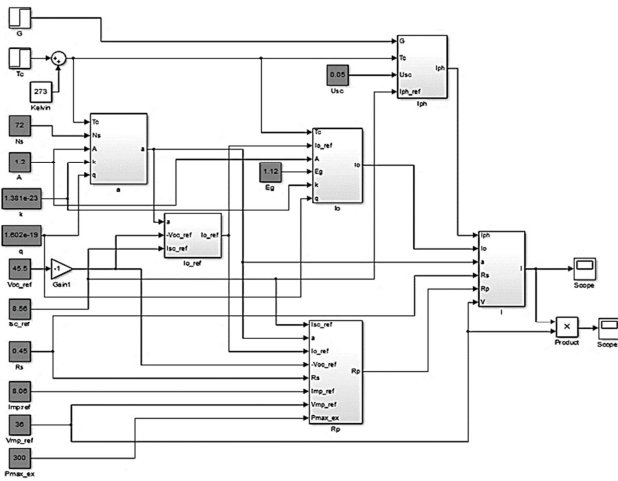 G
Tc
273
Kelvin
72
Ns
1.2
A
1.381e-23
k
1.602e-19
q
45.5
Voc_ref
-1
Gain1
8.56
Isc_ref
0.45
Rs
8.06
Imp.ref
36
Vmp_ref
300
Pmax_ex
Tc
Ns
A
k
q
a
a
a
-Voc_ref
Isc_ref
Io_ref
Io_ref
0.05
Usc
G
Tc
Usc
Iph_ref
Iph
Iph
1.12
Eg
Tc
Io_ref
A
Eg
k
q
Io
Io
Isc_ref
a
Io_ref
-Voc_ref
Rs
Imp_ref
Vmp_ref
Pmax_ex
Rp
Rp
Iph
Io
a
Rs
Rp
V
I
I
Scope
×
Product
Scope